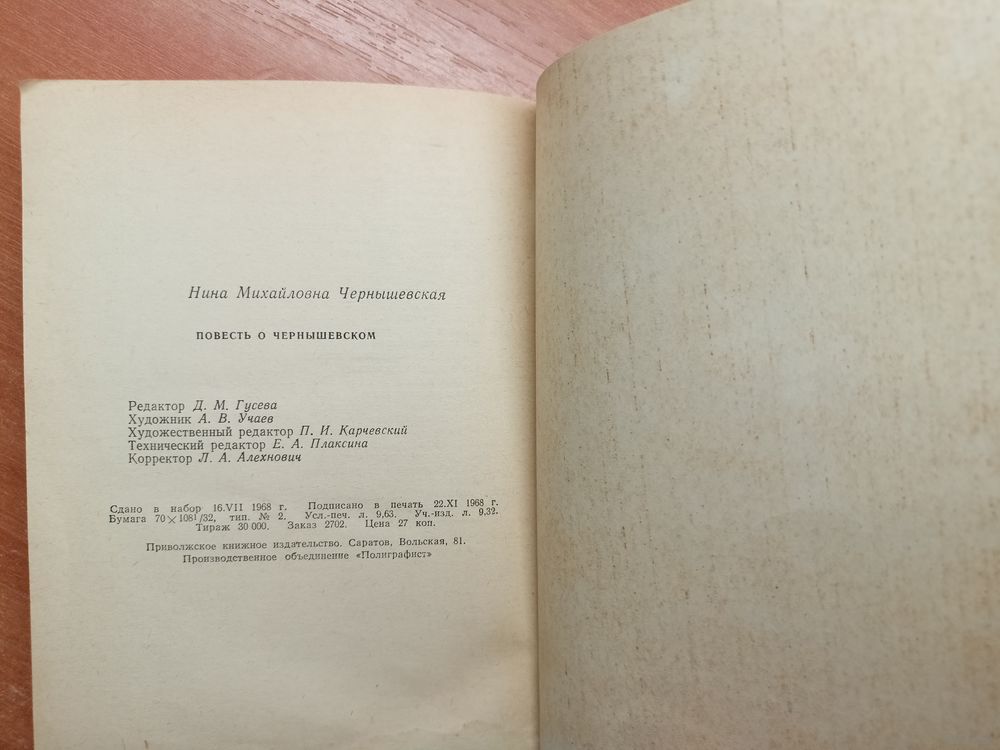 Нина Михайловна Чернышевская
ПОВЕСТЬ О ЧЕРНЫШЕВСКОМ
Редактор Д. М. Гусева
Художник А. В. Учаев
Художественный редактор П. И. Карчевский
Технический редактор Е. А. Плаксина
Корректор Л. А. Алехнович
Сдано в набор 16.VII 1968 г. Подписано в печать 22.XI 1968 г.
Бумага 70×108¹/32, тип. № 2. Усл.-печ. л. 9,63. Уч.-изд. л. 9,32.
Тираж 30 000. Заказ 2702. Цена 27 коп.
Приволжское книжное издательство. Саратов, Вольская, 81.
Производственное объединение «Полиграфист»